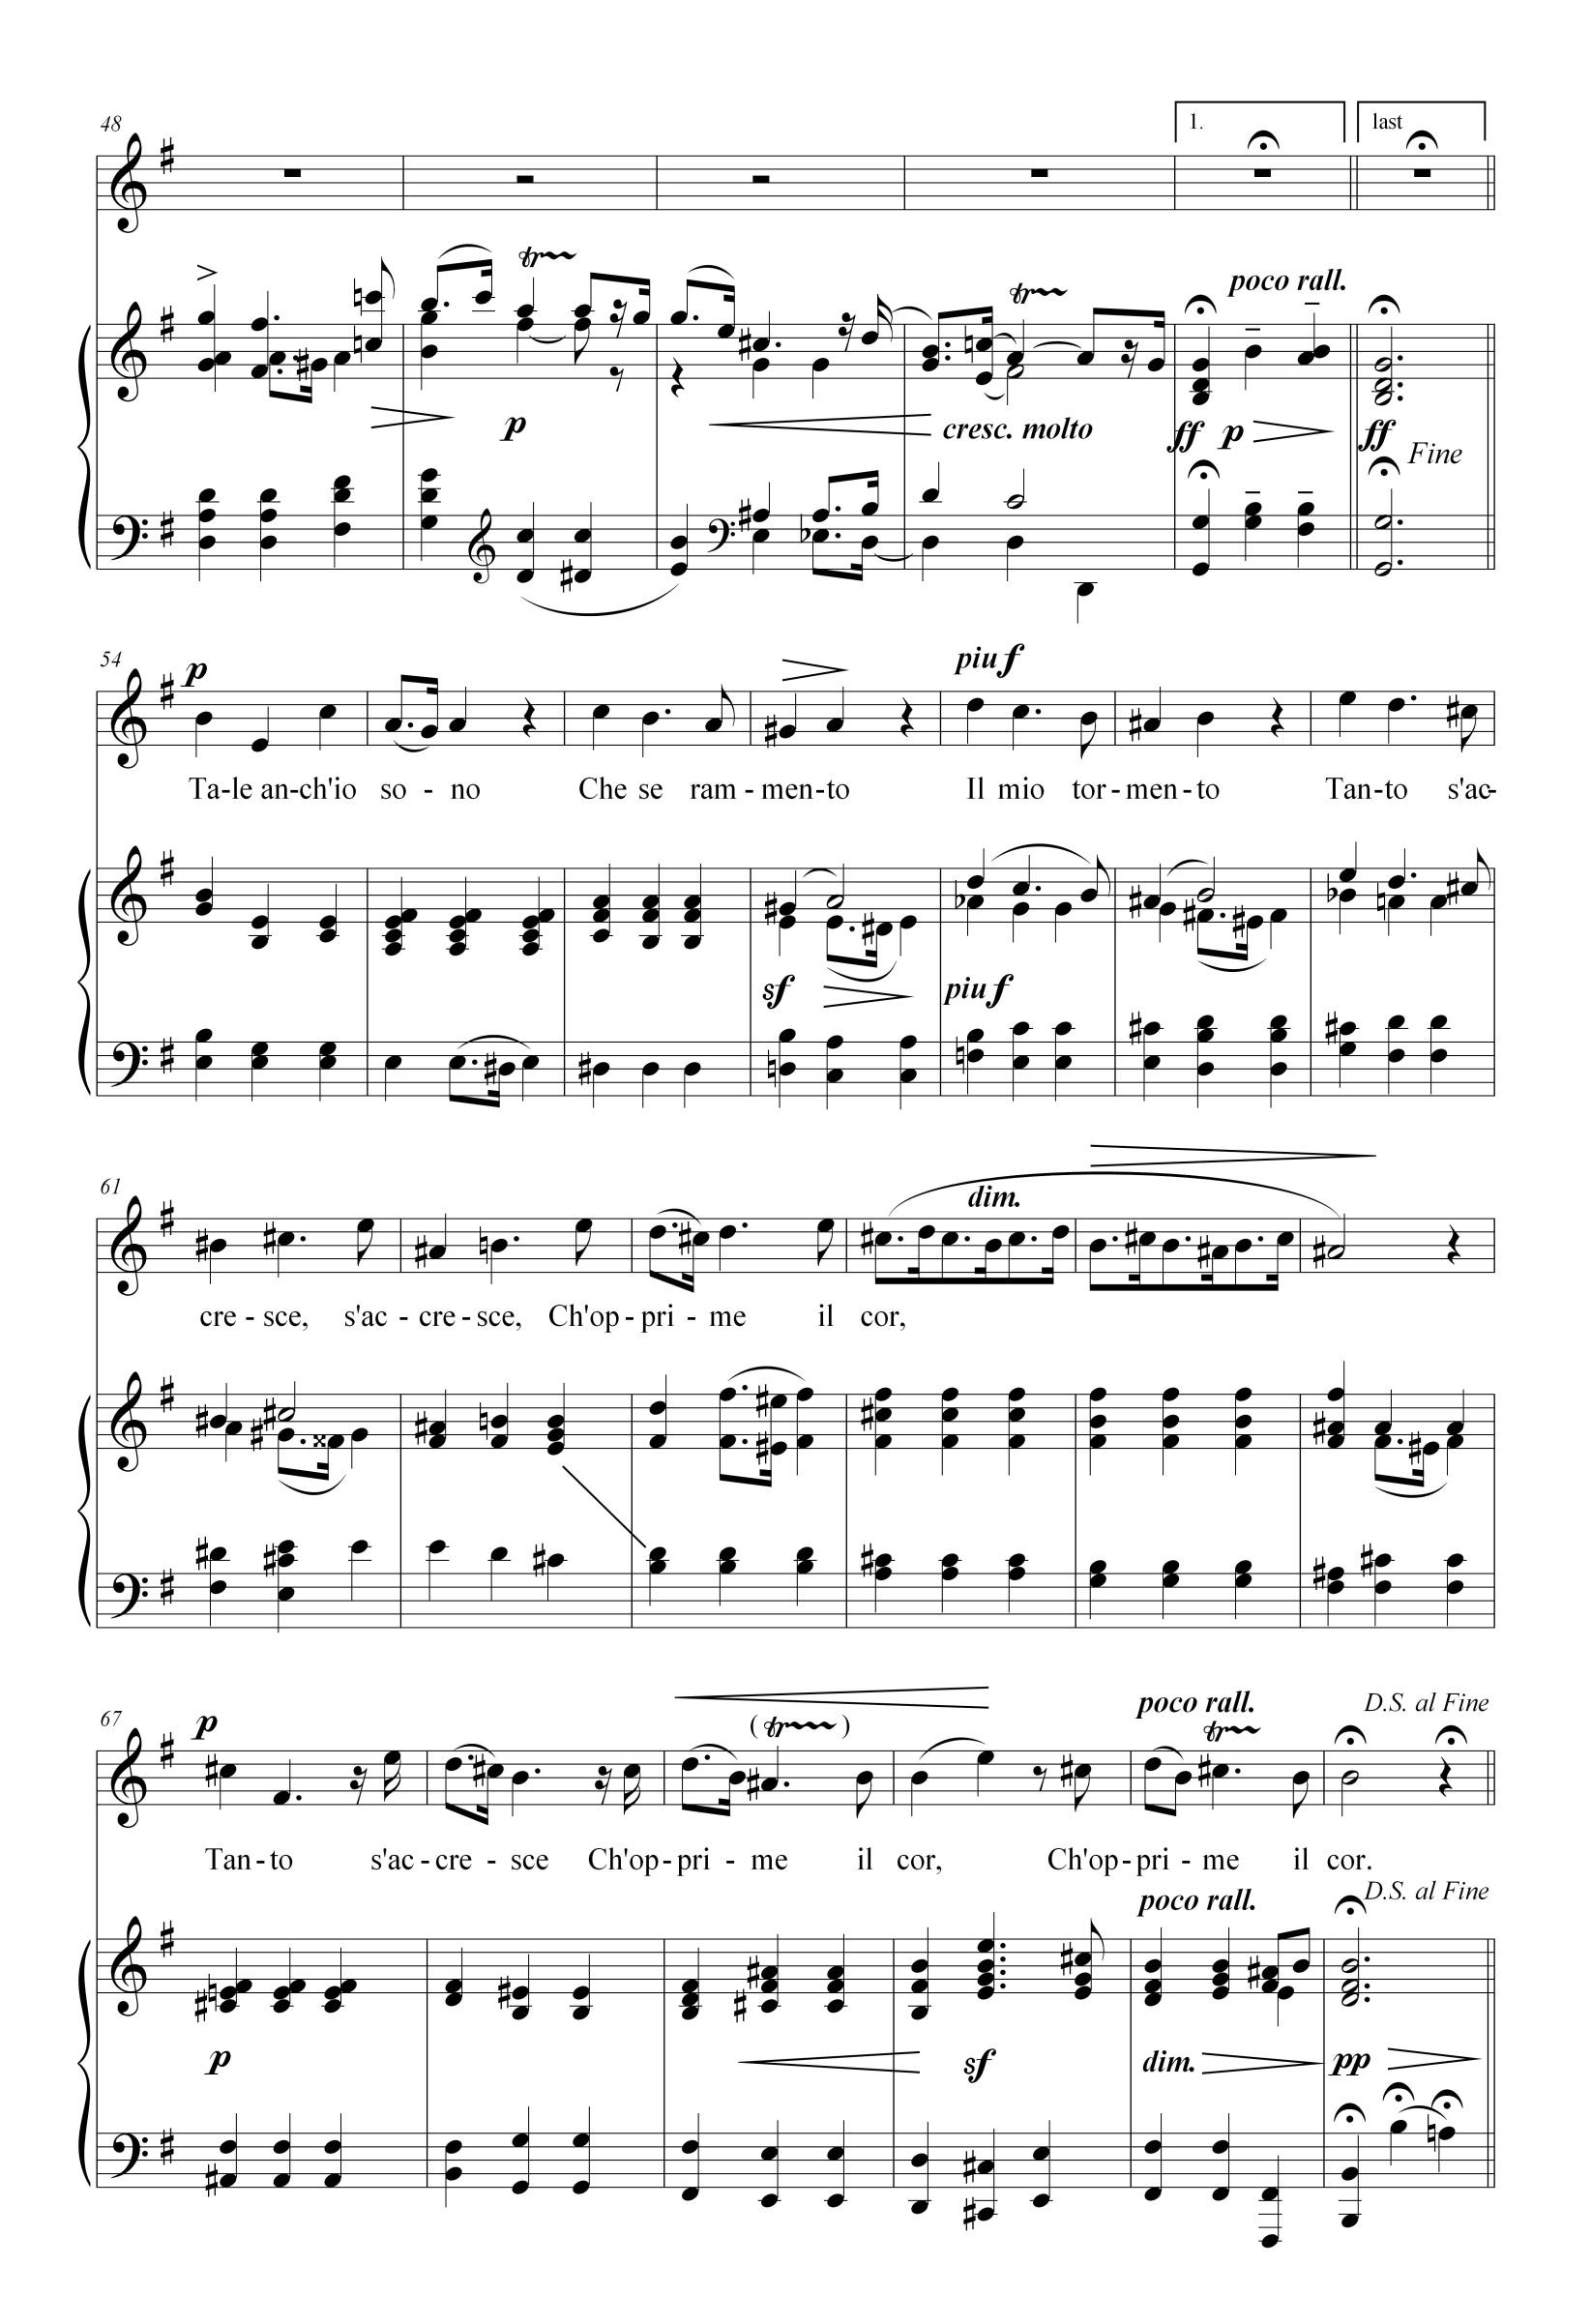 48
1.
last
tr
poco rall.
tr
p
cresc. molto
ff
p
ff
Fine
54
p
piu f
Ta-le an-ch'io so - no Che se ram - men-to Il mio tor - men - to Tan-to s'ac-
sf
piu f
61
dim.
cre - sce, s'ac - cre - sce, Ch'op - pri - me il cor,
67
p
( tr )
poco rall.
tr
D.S. al Fine
Tan - to s'ac - cre - sce Ch'op - pri - me il cor, Ch'op - pri - me il cor.
poco rall.
D.S. al Fine
p
sf
dim.
pp